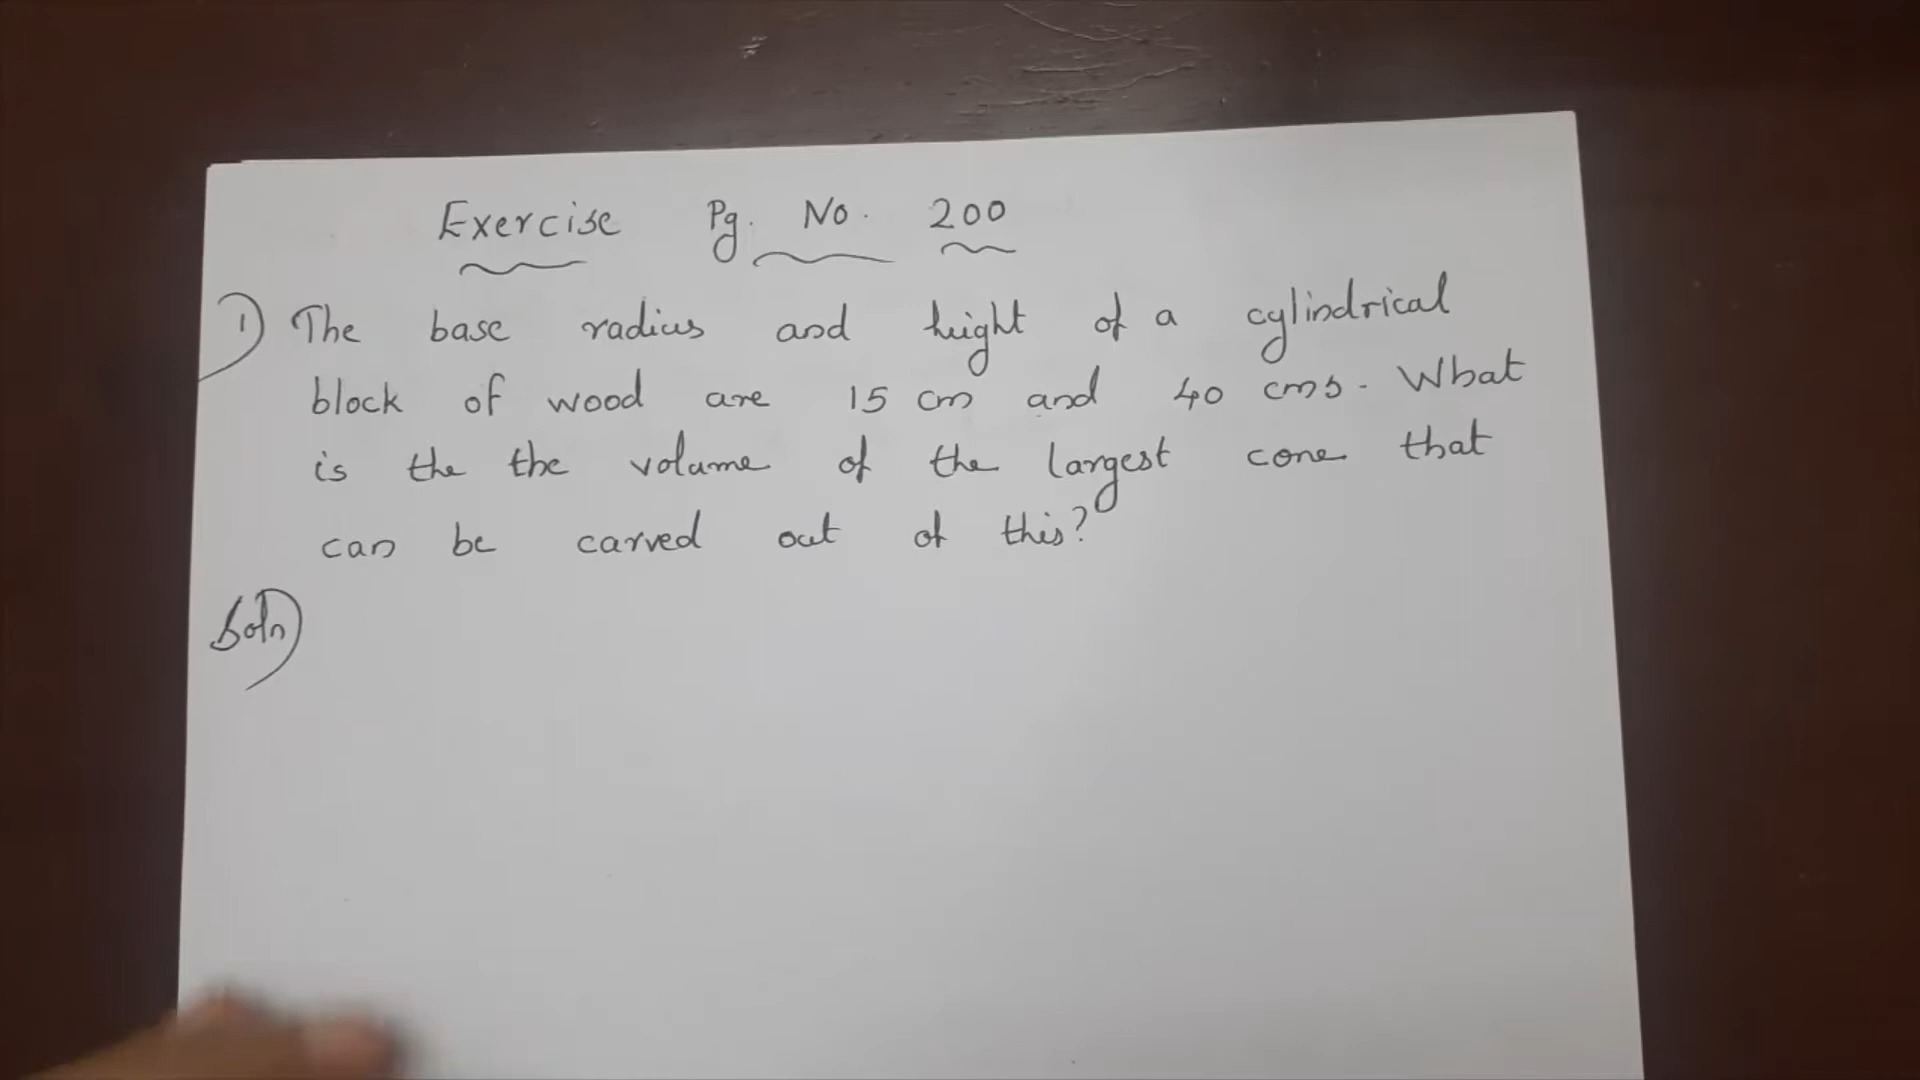 Exercise Pg. No. 200
1) The base radius and height of a cylindrical
block of wood are 15 cm and 40 cms. What
is the the volume of the largest cone that
can be carved out of this?
Soln)